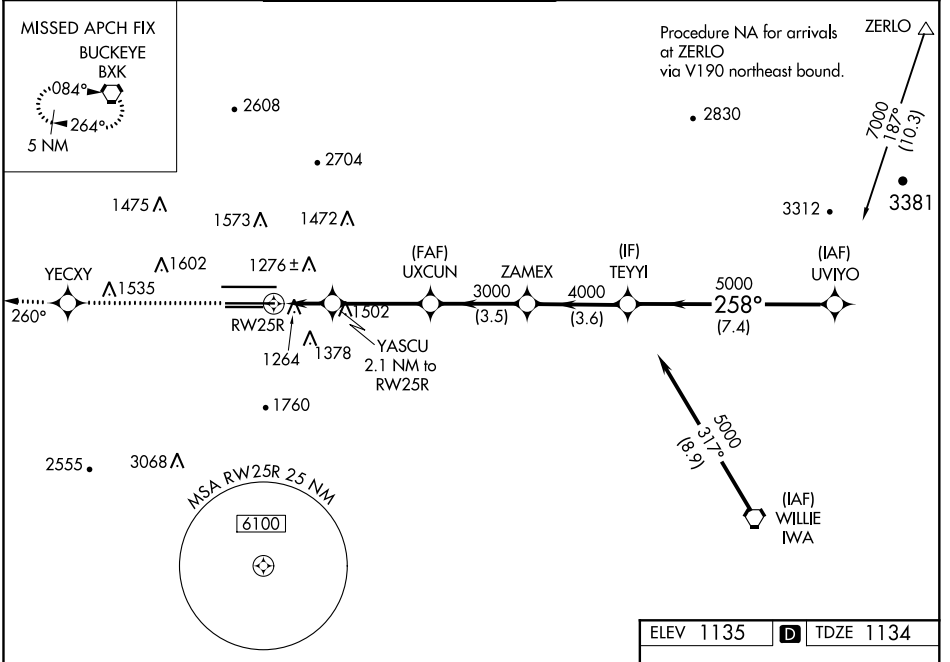 MISSED APCH FIX
BUCKEYE
BXK
084°
264°
5 NM
Procedure NA for arrivals
at ZERLO
via V190 northeast bound.
ZERLO
7000
187°
(10.3)
2608
2830
2704
3381
3312
1475
1573
1472
1602
1276±
1535
YECXY
(FAF)
UXCUN
ZAMEX
(IF)
TEYYI
(IAF)
UVIYO
260°
RW25R
3000
(3.5)
4000
(3.6)
5000
258°
(7.4)
1502
1264
1378
YASCU
2.1 NM to
RW25R
1760
2555
3068
5000
317°
(8.9)
(IAF)
WILLIE
IWA
MSA RW25R 25 NM
6100
ELEV 1135 D TDZE 1134